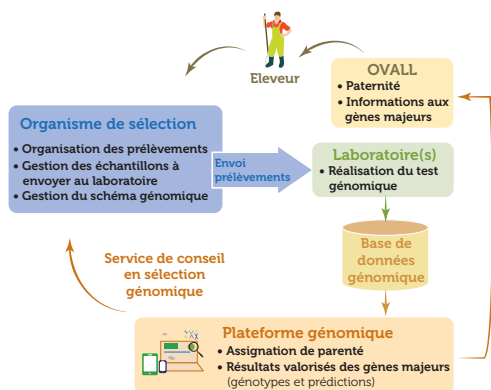 Eleveur
OVALL
• Paternité
• Informations aux
gènes majeurs
Organisme de sélection
• Organisation des prélèvements
• Gestion des échantillons à
envoyer au laboratoire
• Gestion du schéma génomique
Envoi
prélèvements
Laboratoire(s)
• Réalisation du test
génomique
Base de
données
génomique
Service de conseil
en sélection
génomique
Plateforme génomique
• Assignation de parenté
• Résultats valorisés des gènes majeurs
(génotypes et prédictions)